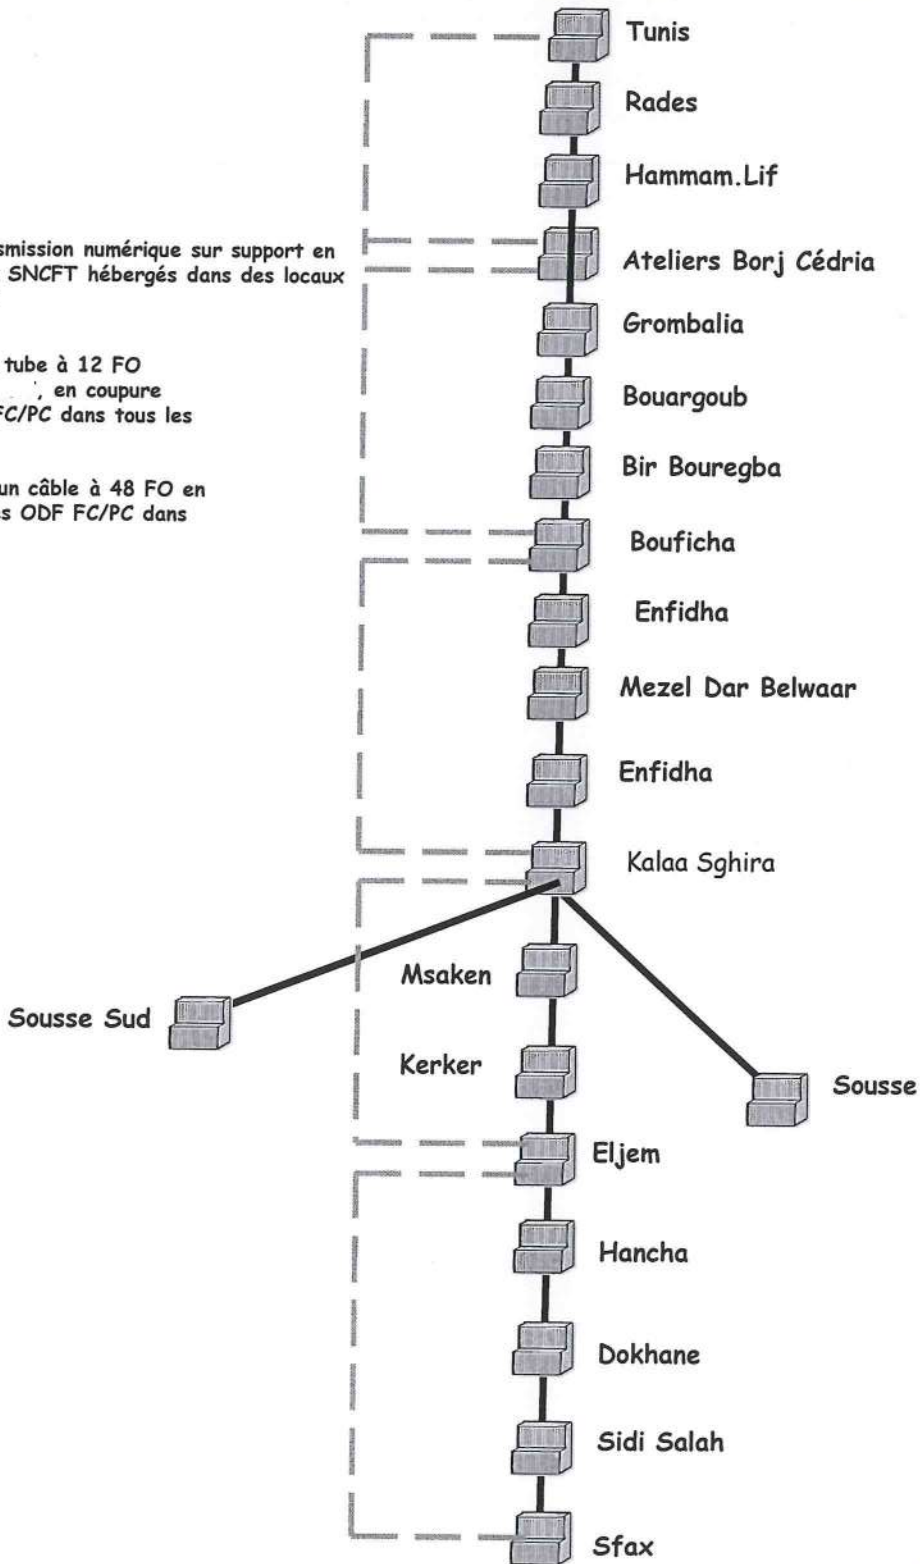 Tunis
Rades
Hammam.Lif
smission numérique sur support en
SNCFT hébergés dans des locaux
Ateliers Borj Cédria
Grombalia
tube à 12 FO
, en coupure
FC/PC dans tous les
Bouargoub
Bir Bouregba
un câble à 48 FO en
s ODF FC/PC dans
Bouficha
Enfidha
Mezel Dar Belwaar
Enfidha
Kalaa Sghira
Msaken
Sousse Sud
Kerker
Sousse
Eljem
Hancha
Dokhane
Sidi Salah
Sfax